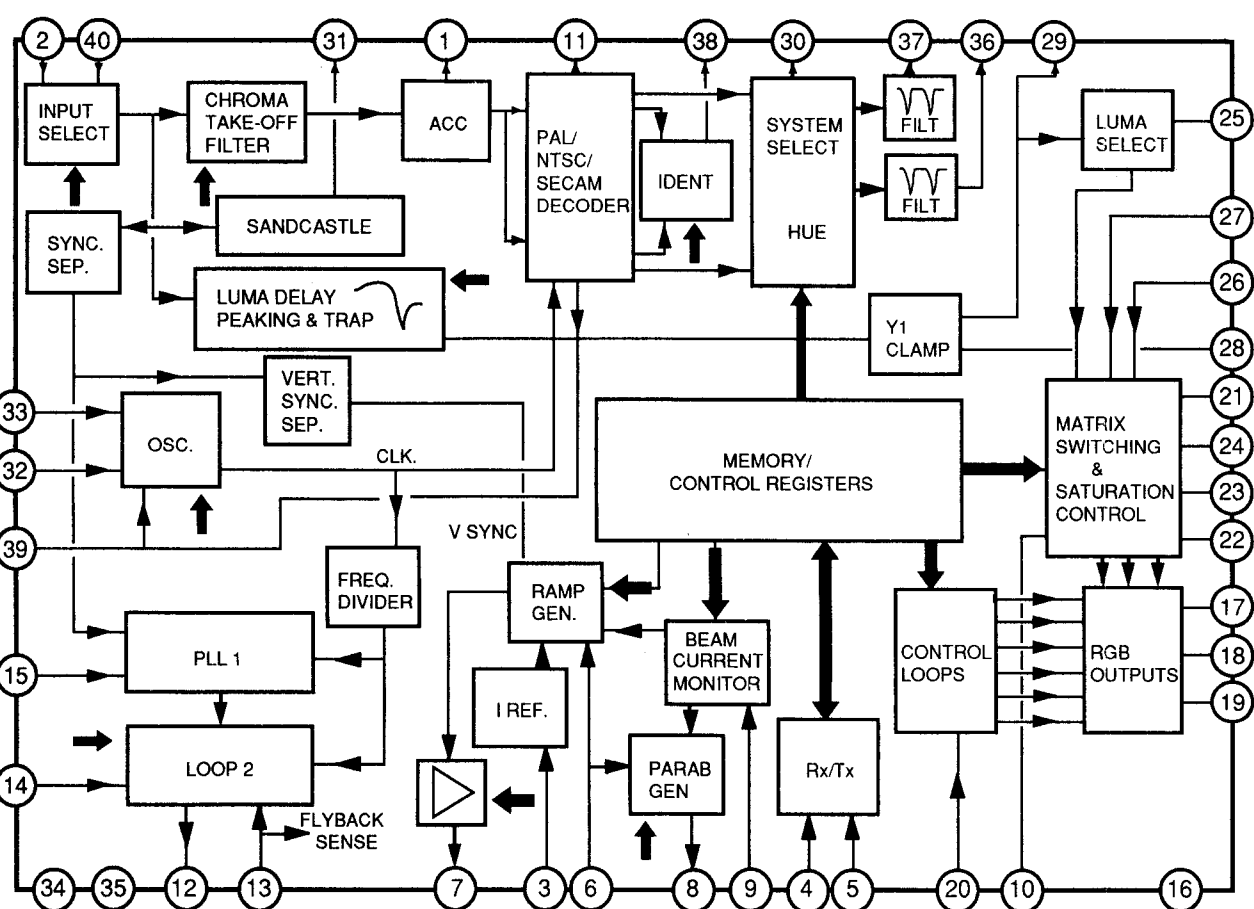 2
40
31
1
11
38
30
37
36
29
INPUT
SELECT
CHROMA
TAKE-OFF
FILTER
ACC
PAL/
NTSC/
SECAM
DECODER
IDENT
SYSTEM
SELECT
HUE
FILT
FILT
LUMA
SELECT
25
SYNC.
SEP.
SANDCASTLE
27
26
LUMA DELAY
PEAKING & TRAP
Y1
CLAMP
28
VERT.
SYNC.
SEP.
33
OSC.
32
CLK.
39
MEMORY/
CONTROL REGISTERS
MATRIX
SWITCHING
&
SATURATION
CONTROL
21
24
23
22
V SYNC
FREQ.
DIVIDER
RAMP
GEN.
BEAM
CURRENT
MONITOR
CONTROL
LOOPS
RGB
OUTPUTS
17
18
19
PLL 1
15
I REF.
LOOP 2
14
PARAB
GEN
Rx/Tx
FLYBACK
SENSE
34
35
12
13
7
3
6
8
9
4
5
20
10
16